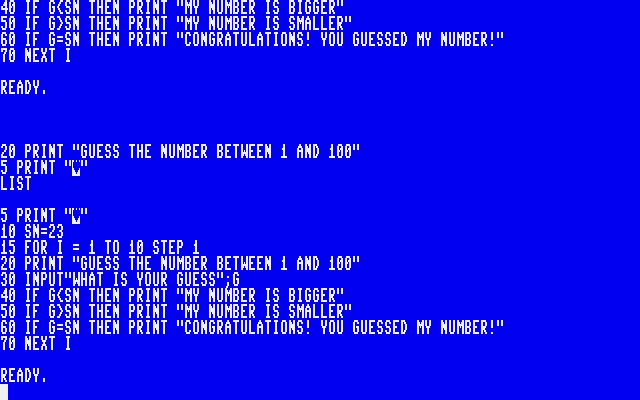 40 IF G<SN THEN PRINT "MY NUMBER IS BIGGER"
50 IF G>SN THEN PRINT "MY NUMBER IS SMALLER"
60 IF G=SN THEN PRINT "CONGRATULATIONS! YOU GUESSED MY NUMBER!"
70 NEXT I
READY.
20 PRINT "GUESS THE NUMBER BETWEEN 1 AND 100"
5 PRINT "♥"
LIST
5 PRINT "♥"
10 SN=23
15 FOR I = 1 TO 10 STEP 1
20 PRINT "GUESS THE NUMBER BETWEEN 1 AND 100"
30 INPUT"WHAT IS YOUR GUESS";G
40 IF G<SN THEN PRINT "MY NUMBER IS BIGGER"
50 IF G>SN THEN PRINT "MY NUMBER IS SMALLER"
60 IF G=SN THEN PRINT "CONGRATULATIONS! YOU GUESSED MY NUMBER!"
70 NEXT I
READY.